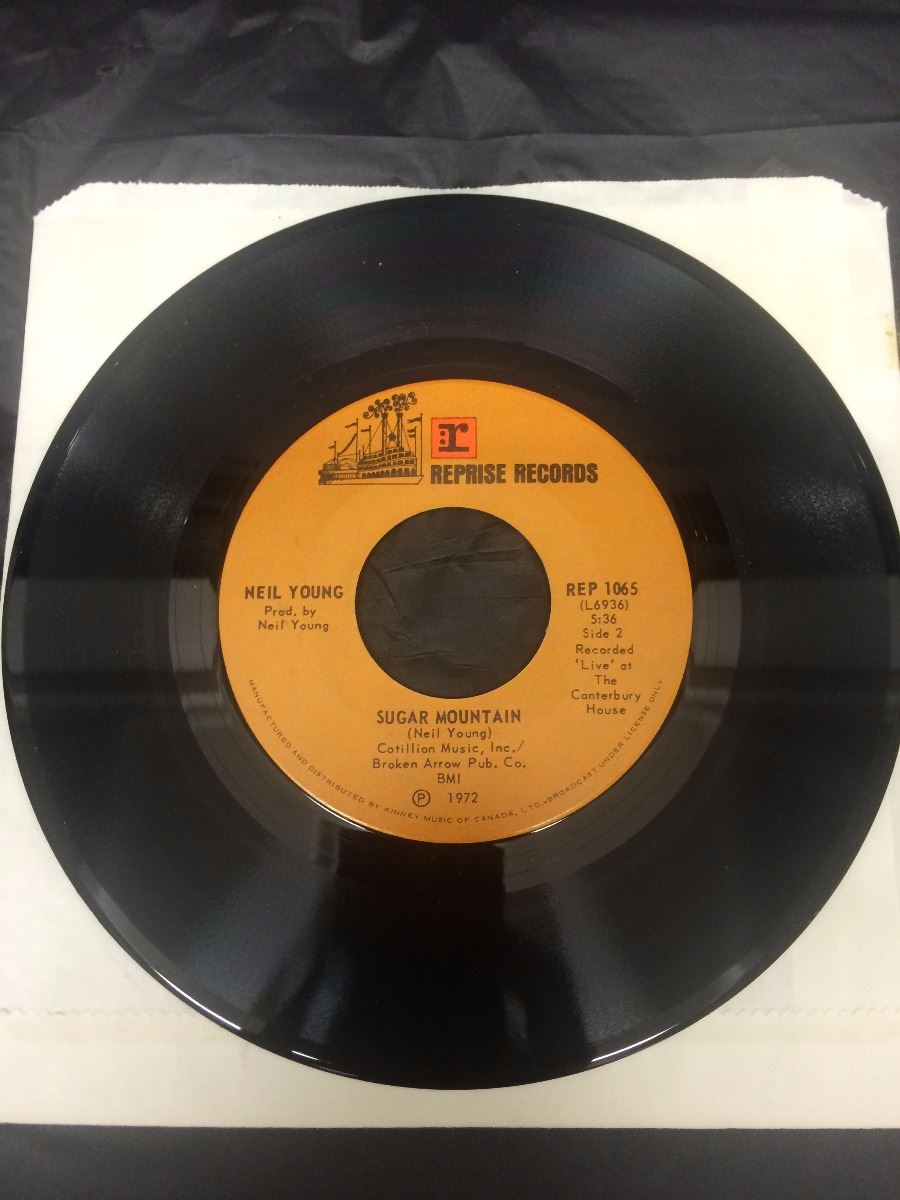 r
REPRISE RECORDS
NEIL YOUNG
Prod. by
Neil Young
REP 1065
(L6936)
5:36
Side 2
Recorded
'Live' at
The
Canterbury
House
SUGAR MOUNTAIN
(Neil Young)
Cotillion Music, Inc./
Broken Arrow Pub. Co.
BMI
Ⓟ 1972
MANUFACTURED AND DISTRIBUTED BY KINNEY MUSIC OF CANADA, LTD.-BROADCAST UNDER LICENSE ONLY